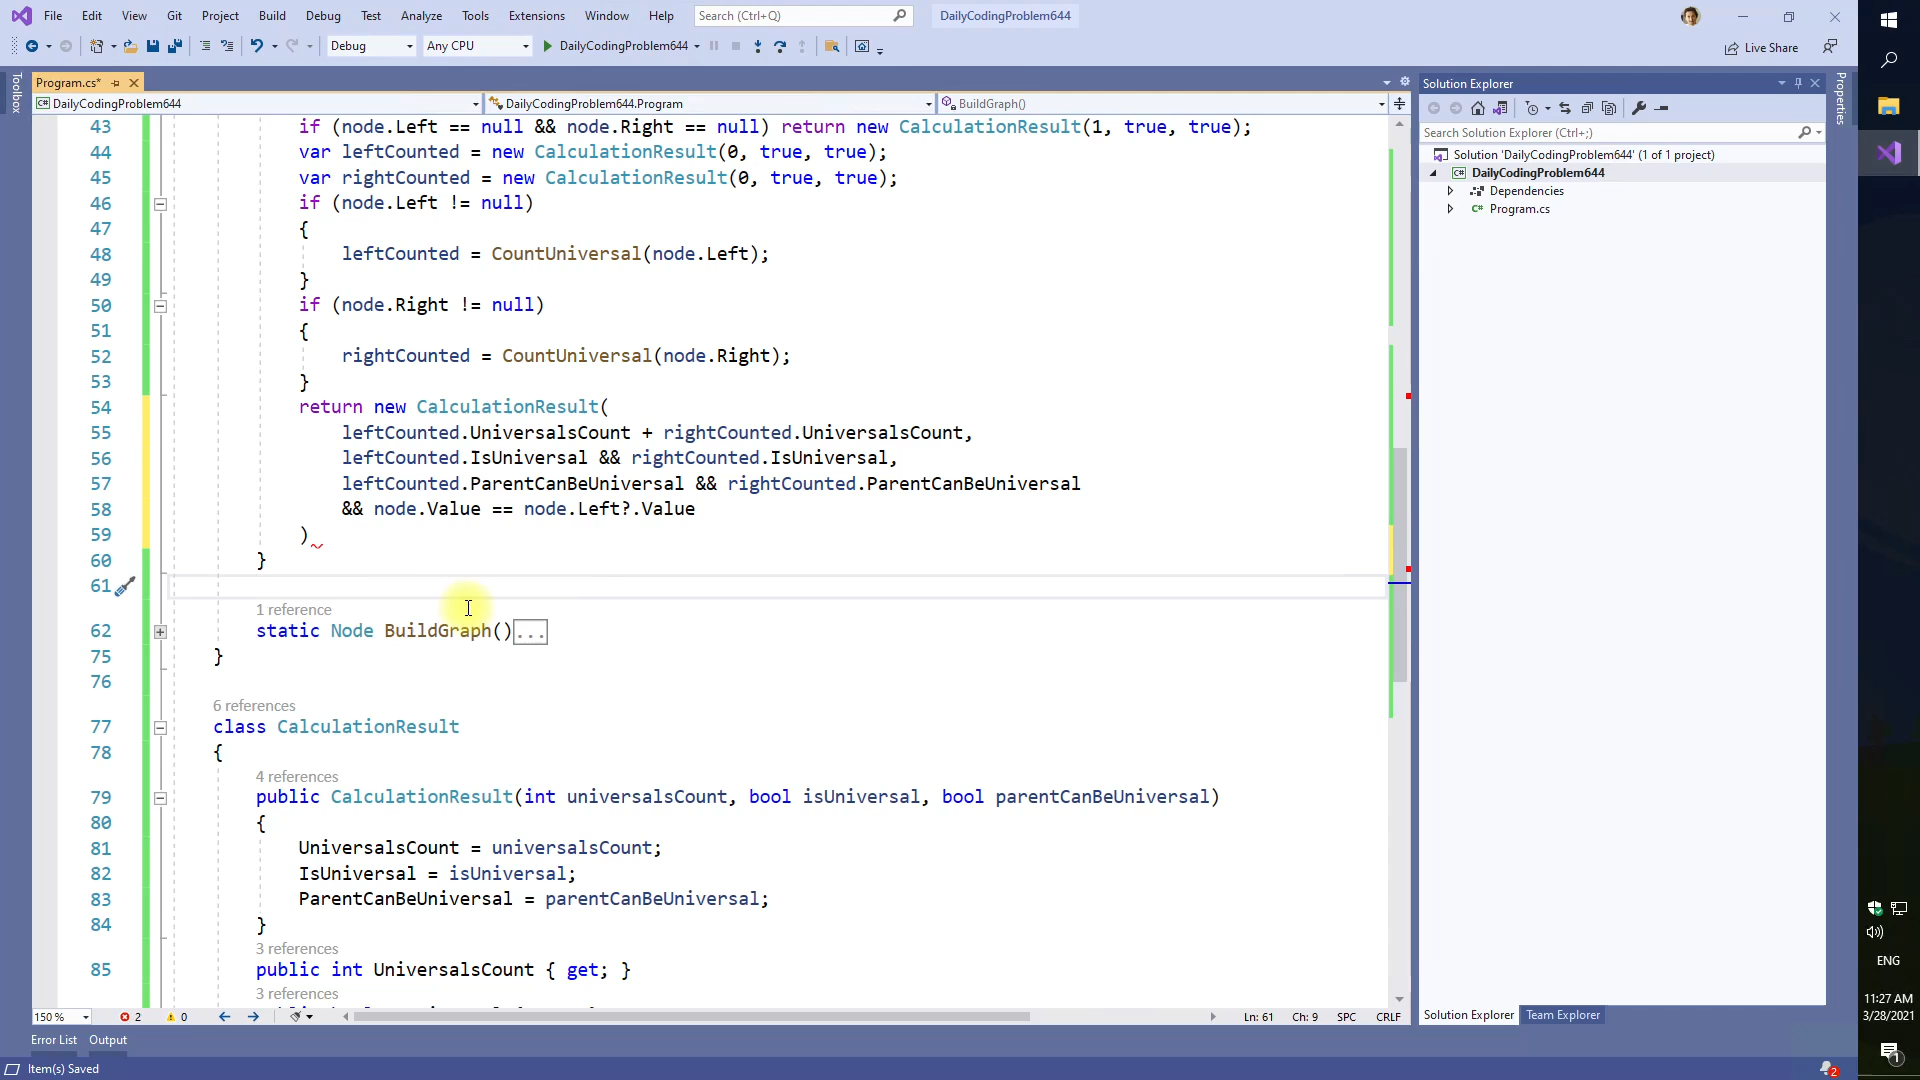 File Edit View Git Project Build Debug Test Analyze Tools Extensions Window Help Search (Ctrl+Q) DailyCodingProblem644
Debug Any CPU DailyCodingProblem644 Live Share
Toolbox
Program.cs*
DailyCodingProblem644 DailyCodingProblem644.Program BuildGraph()
43 if (node.Left == null && node.Right == null) return new CalculationResult(1, true, true);
44 var leftCounted = new CalculationResult(0, true, true);
45 var rightCounted = new CalculationResult(0, true, true);
46 if (node.Left != null)
47 {
48 leftCounted = CountUniversal(node.Left);
49 }
50 if (node.Right != null)
51 {
52 rightCounted = CountUniversal(node.Right);
53 }
54 return new CalculationResult(
55 leftCounted.UniversalsCount + rightCounted.UniversalsCount,
56 leftCounted.IsUniversal && rightCounted.IsUniversal,
57 leftCounted.ParentCanBeUniversal && rightCounted.ParentCanBeUniversal
58 && node.Value == node.Left?.Value
59 )
60 }
61
1 reference
62 static Node BuildGraph()...
75 }
76
6 references
77 class CalculationResult
78 {
4 references
79 public CalculationResult(int universalsCount, bool isUniversal, bool parentCanBeUniversal)
80 {
81 UniversalsCount = universalsCount;
82 IsUniversal = isUniversal;
83 ParentCanBeUniversal = parentCanBeUniversal;
84 }
3 references
85 public int UniversalsCount { get; }
3 references
150 % 2 0 Ln: 61 Ch: 9 SPC CRLF
Error List Output
Item(s) Saved
Solution Explorer
Search Solution Explorer (Ctrl+;)
Solution 'DailyCodingProblem644' (1 of 1 project)
DailyCodingProblem644
Dependencies
C# Program.cs
Solution Explorer Team Explorer
Properties
ENG
11:27 AM
3/28/2021
1
2